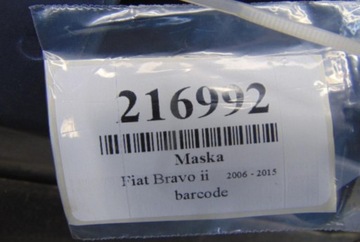 216992
Maska
Fiat Bravo ii 2006 - 2015
barcode